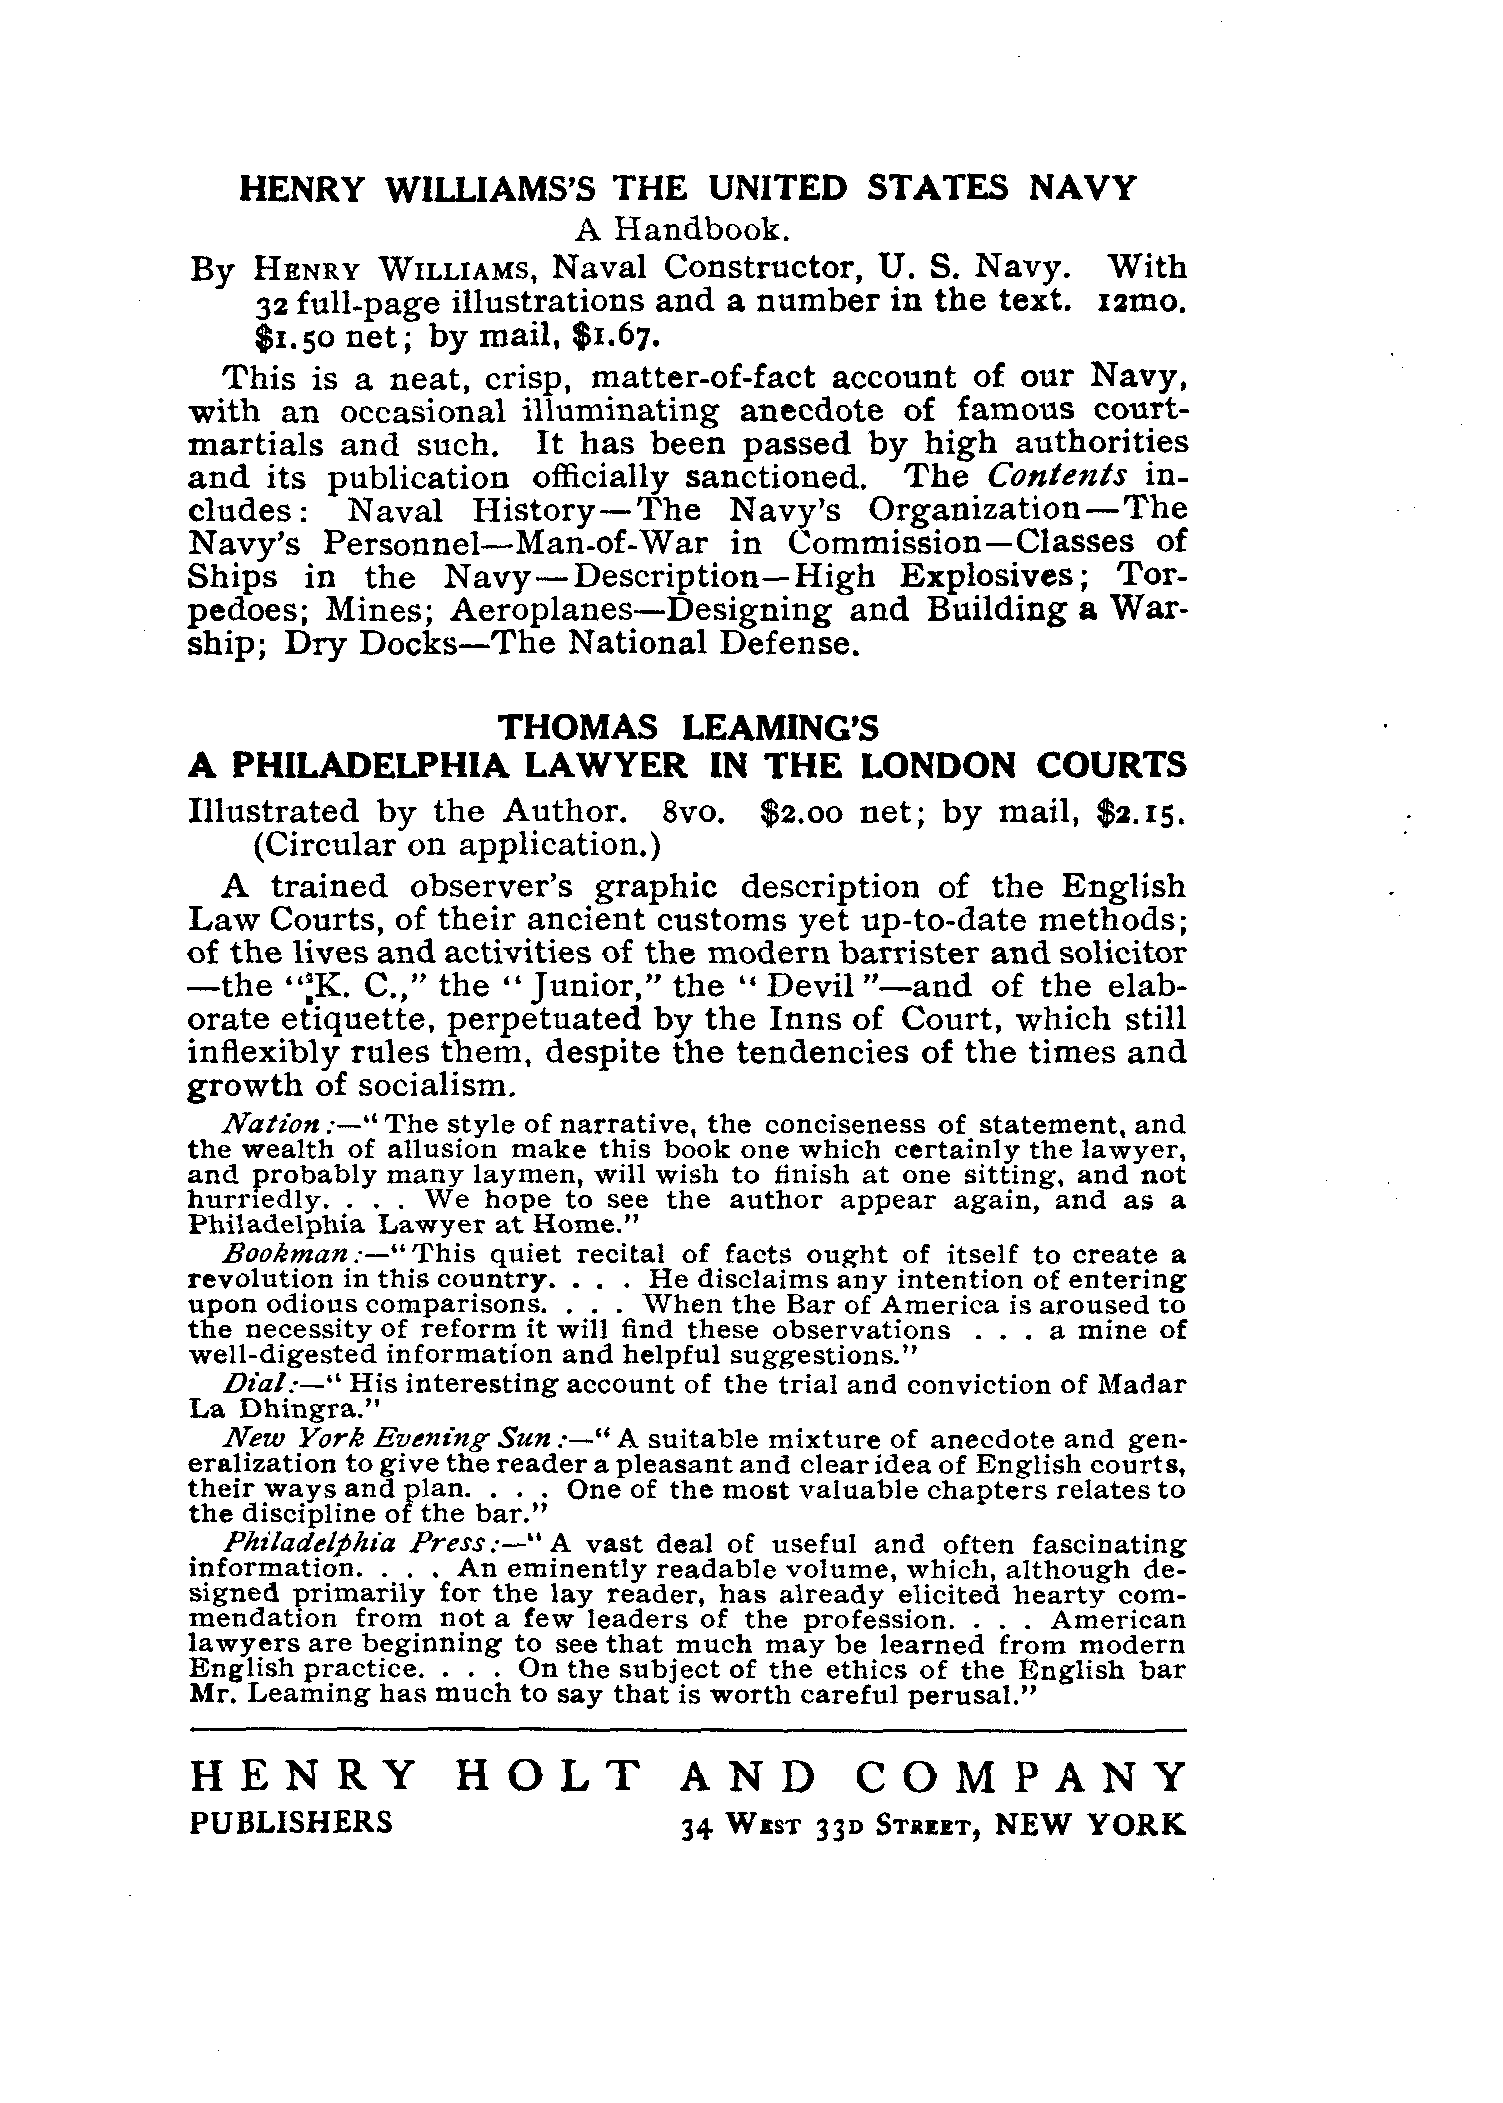 HENRY WILLIAMS'S THE UNITED STATES NAVY
A Handbook.
By HENRY WILLIAMS, Naval Constructor, U. S. Navy. With
32 full-page illustrations and a number in the text. 12mo.
$1.50 net; by mail, $1.67.
This is a neat, crisp, matter-of-fact account of our Navy,
with an occasional illuminating anecdote of famous court-
martials and such. It has been passed by high authorities
and its publication officially sanctioned. The Contents in-
cludes: Naval History—The Navy's Organization—The
Navy's Personnel—Man-of-War in Commission—Classes of
Ships in the Navy—Description—High Explosives; Tor-
pedoes; Mines; Aeroplanes—Designing and Building a War-
ship; Dry Docks—The National Defense.
THOMAS LEAMING'S
A PHILADELPHIA LAWYER IN THE LONDON COURTS
Illustrated by the Author. 8vo. $2.00 net; by mail, $2.15.
(Circular on application.)
A trained observer's graphic description of the English
Law Courts, of their ancient customs yet up-to-date methods;
of the lives and activities of the modern barrister and solicitor
—the "K. C.," the "Junior," the "Devil"—and of the elab-
orate etiquette, perpetuated by the Inns of Court, which still
inflexibly rules them, despite the tendencies of the times and
growth of socialism.
Nation:—"The style of narrative, the conciseness of statement, and
the wealth of allusion make this book one which certainly the lawyer,
and probably many laymen, will wish to finish at one sitting, and not
hurriedly. . . . We hope to see the author appear again, and as a
Philadelphia Lawyer at Home."
Bookman:—"This quiet recital of facts ought of itself to create a
revolution in this country. . . . He disclaims any intention of entering
upon odious comparisons. . . . When the Bar of America is aroused to
the necessity of reform it will find these observations . . . a mine of
well-digested information and helpful suggestions."
Dial:—"His interesting account of the trial and conviction of Madar
La Dhingra."
New York Evening Sun:—"A suitable mixture of anecdote and gen-
eralization to give the reader a pleasant and clear idea of English courts,
their ways and plan. . . . One of the most valuable chapters relates to
the discipline of the bar."
Philadelphia Press:—"A vast deal of useful and often fascinating
information. . . . An eminently readable volume, which, although de-
signed primarily for the lay reader, has already elicited hearty com-
mendation from not a few leaders of the profession. . . . American
lawyers are beginning to see that much may be learned from modern
English practice. . . . On the subject of the ethics of the English bar
Mr. Leaming has much to say that is worth careful perusal."
HENRY HOLT AND COMPANY
PUBLISHERS 34 WEST 33D STREET, NEW YORK